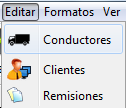 Editar Formatos Ver
Conductores
Clientes
Remisiones